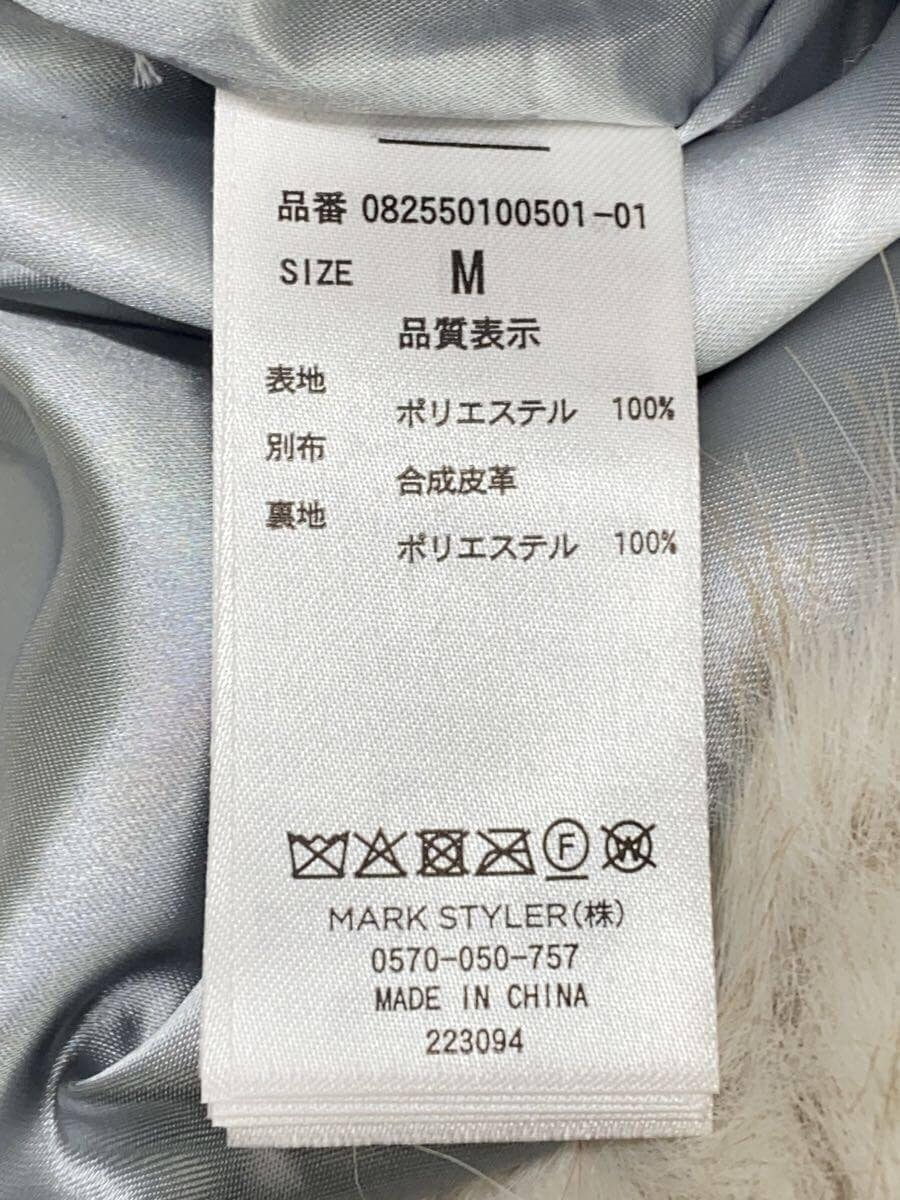 品番 082550100501-01
SIZE M
品質表示
表地
ポリエステル 100%
別布
合成皮革
裏地
ポリエステル 100%
F W
MARK STYLER(株)
0570-050-757
MADE IN CHINA
223094